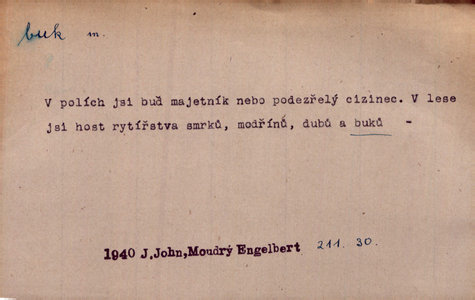 buk m.
V polích jsi buď majetník nebo podezřelý cizinec. V lese
jsi host rytířstva smrků, modřínů, dubů a buků -
1940 J.John,Moudrý Engelbert 211. 30.